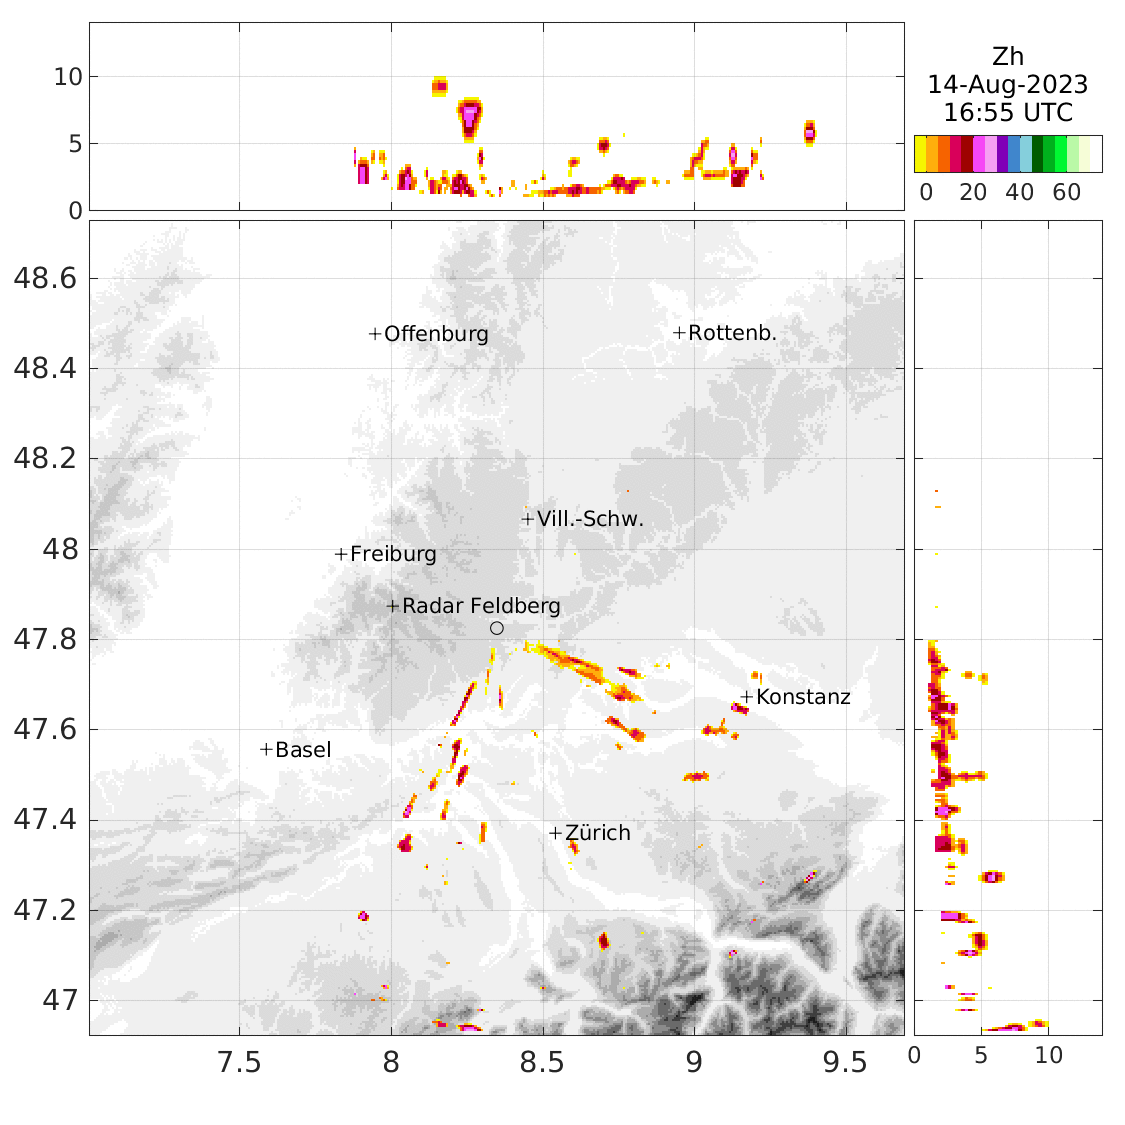 Zh
14-Aug-2023
16:55 UTC
10
5
0
0 20 40 60
48.6
48.4
48.2
48
47.8
47.6
47.4
47.2
47
+Offenburg
+Rottenb.
+Vill.-Schw.
+Freiburg
+Radar Feldberg
+Konstanz
+Basel
+Zürich
7.5 8 8.5 9 9.5
0 5 10